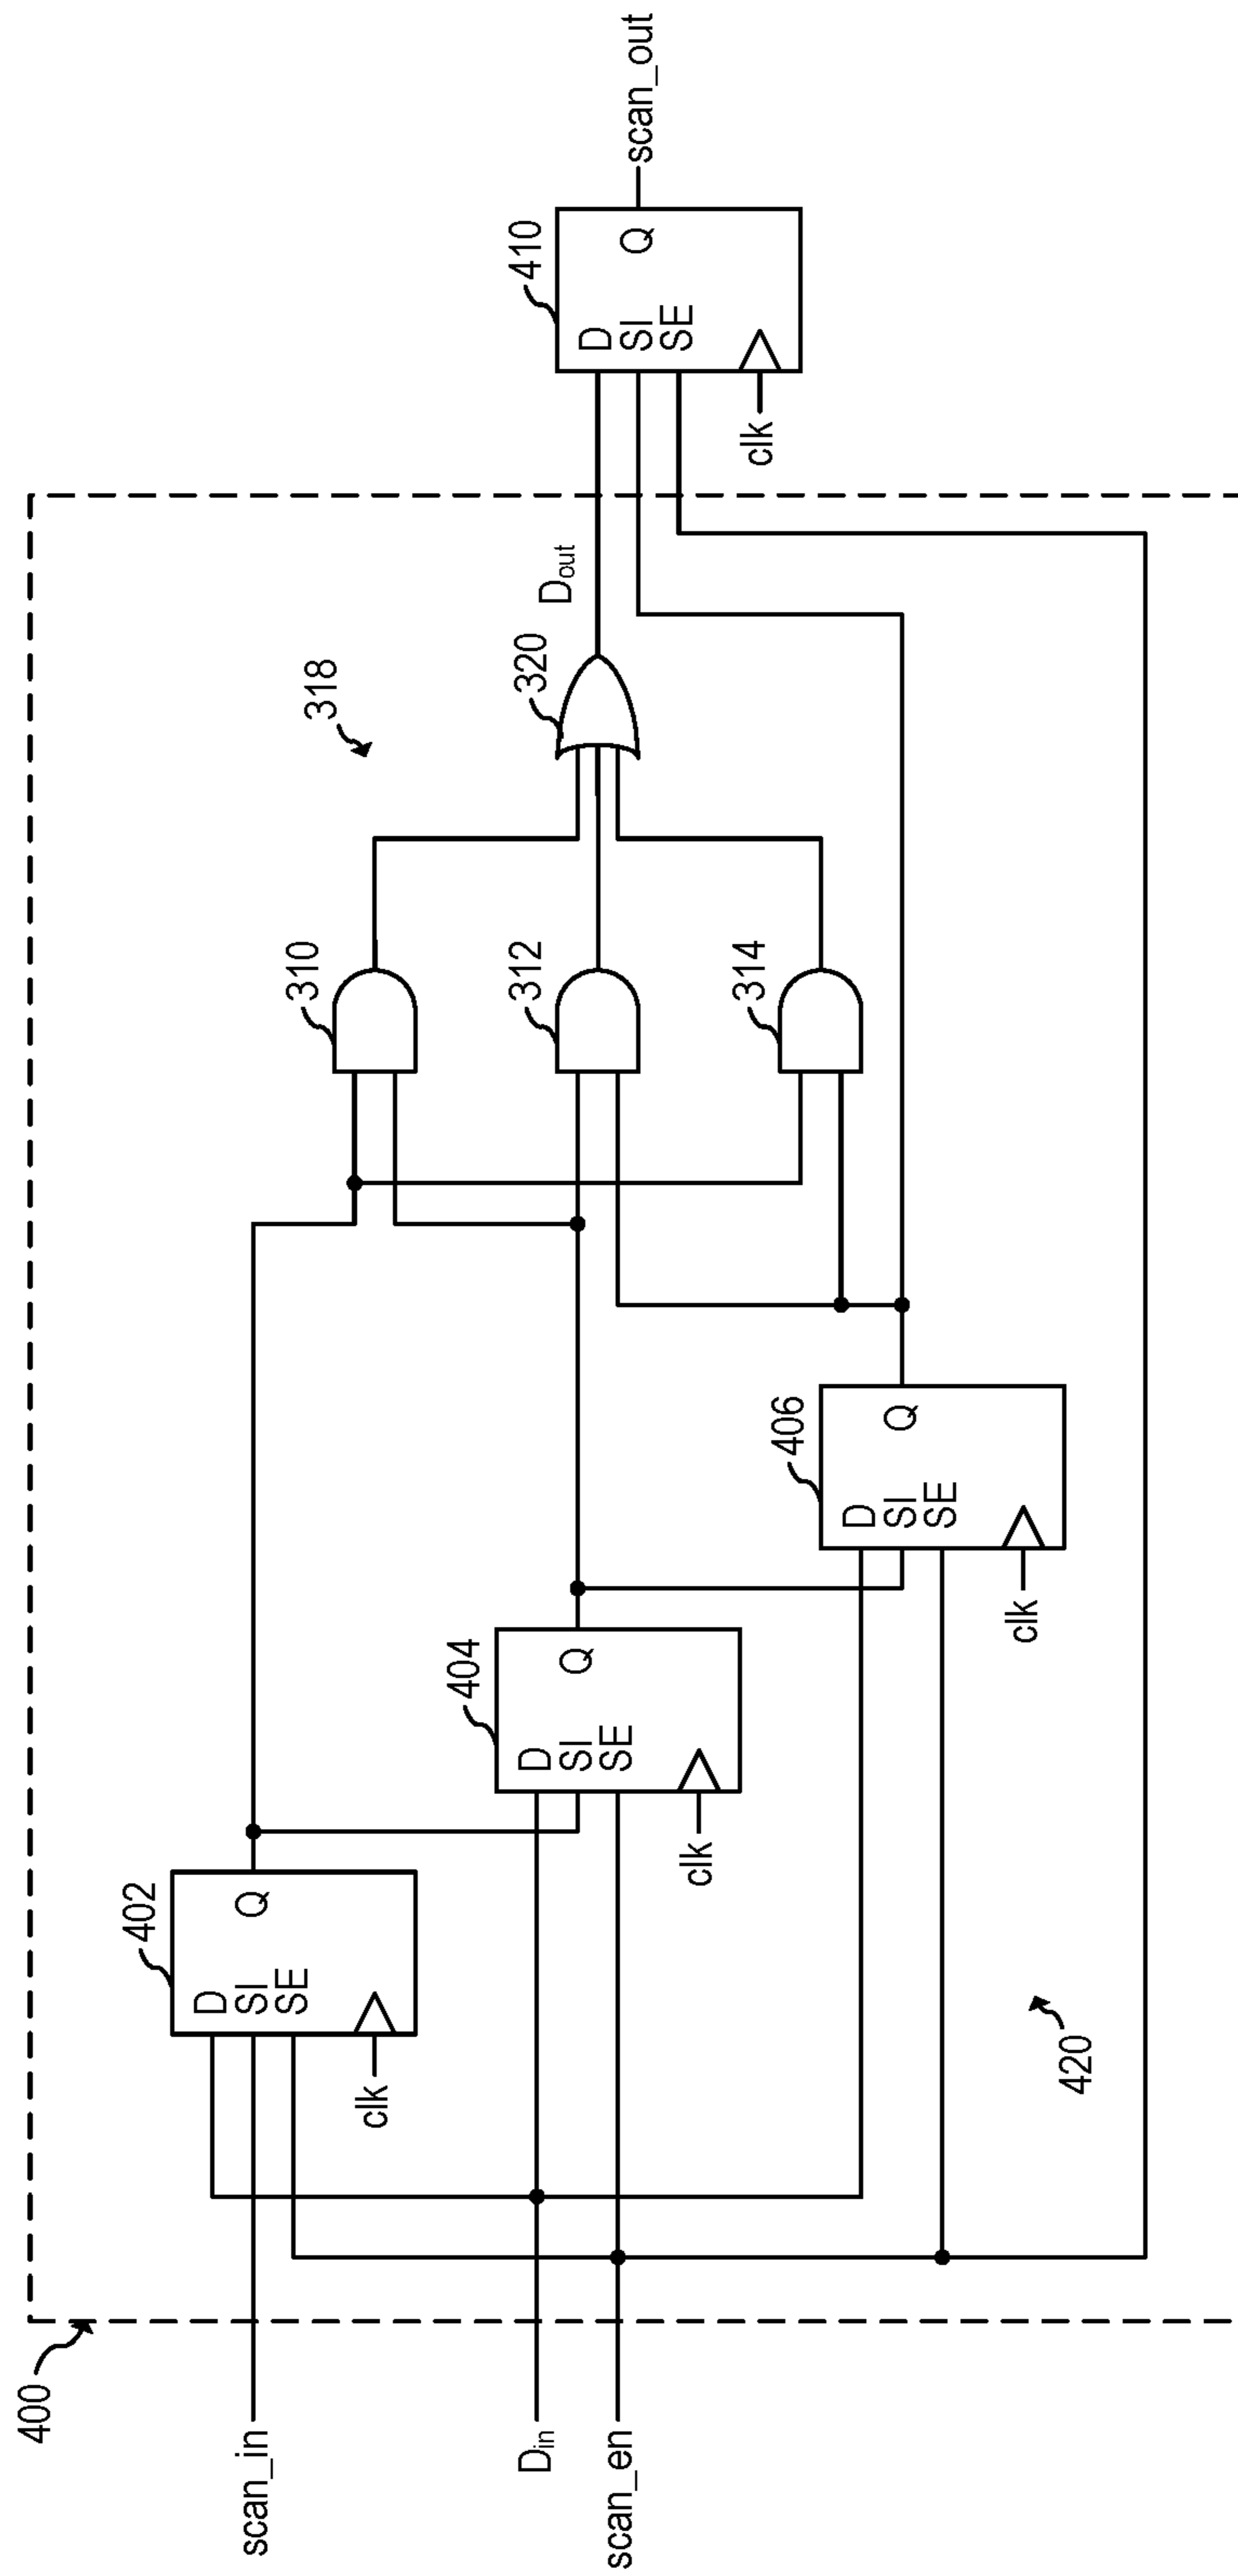 400
scan_in
Din
scan_en
402
D
SI
SE
Q
clk
404
D
SI
SE
Q
clk
406
D
SI
SE
Q
clk
420
310
312
314
318
320
Dout
410
D
SI
SE
Q
clk
scan_out